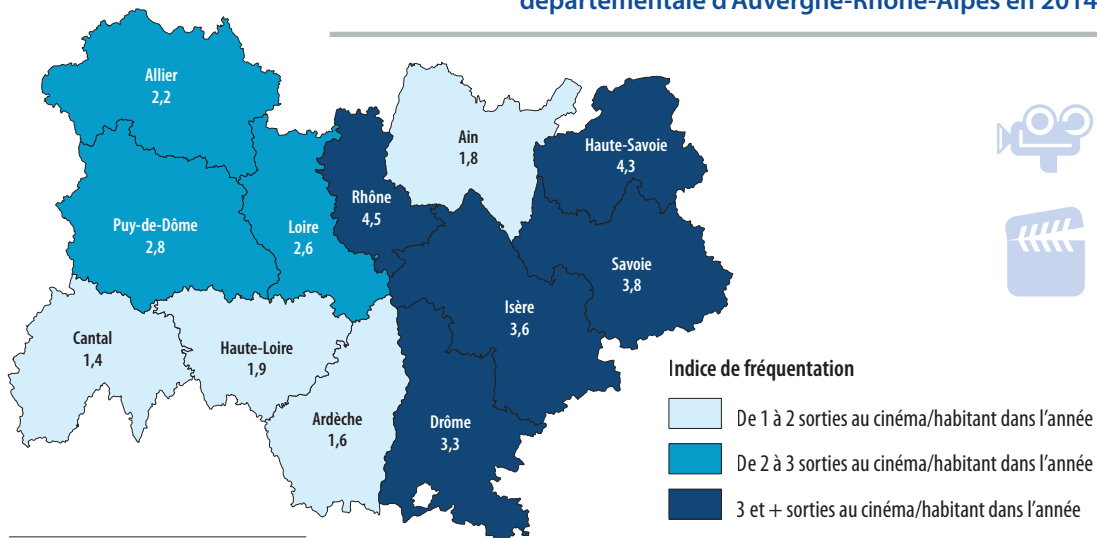 départementale d'Auvergne-Rhône-Alpes en 2014
Allier
2,2
Ain
1,8
Haute-Savoie
4,3
Rhône
4,5
Puy-de-Dôme
2,8
Loire
2,6
Savoie
3,8
Isère
3,6
Cantal
1,4
Haute-Loire
1,9
Ardèche
1,6
Drôme
3,3
Indice de fréquentation
De 1 à 2 sorties au cinéma/habitant dans l'année
De 2 à 3 sorties au cinéma/habitant dans l'année
3 et + sorties au cinéma/habitant dans l'année